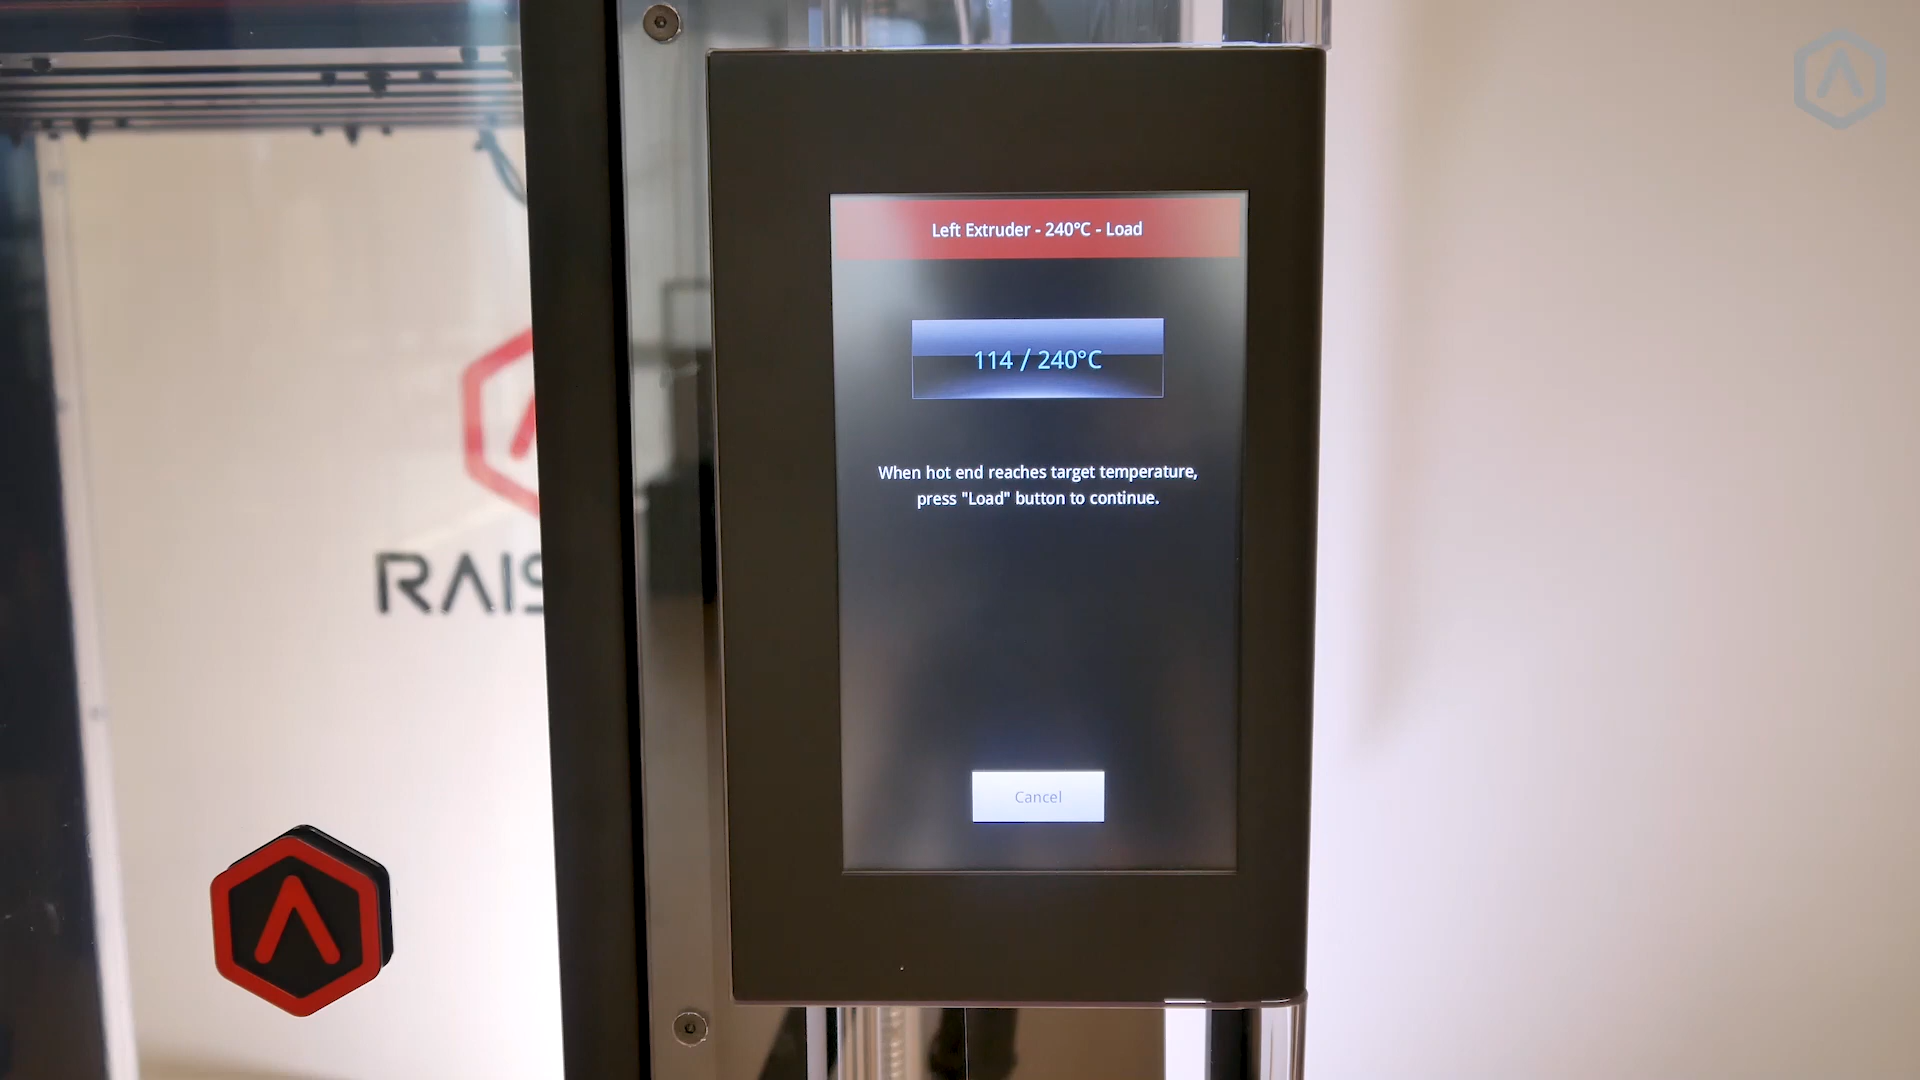 Left Extruder - 240°C - Load
114 / 240°C
When hot end reaches target temperature,
press "Load" button to continue.
Cancel
RAIS